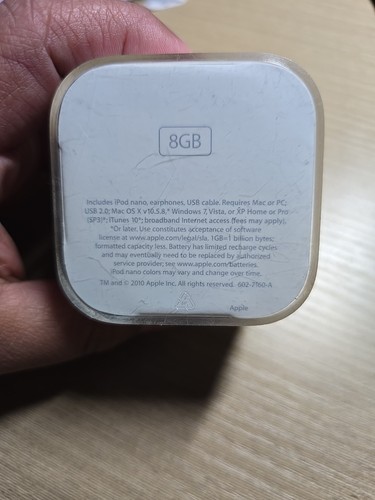 8GB
Includes iPod nano, earphones, USB cable. Requires Mac or PC;
USB 2.0; Mac OS X v10.5.8,* Windows 7, Vista, or XP Home or Pro
(SP3)*; iTunes 10*; broadband Internet access (fees may apply).
*Or later. Use constitutes acceptance of software
license at www.apple.com/legal/sla. 1GB=1 billion bytes;
formatted capacity less. Battery has limited recharge cycles
and may eventually need to be replaced by authorized
service provider; see www.apple.com/batteries.
iPod nano colors may vary and change over time.
TM and © 2010 Apple Inc. All rights reserved. 602-2160-A
Apple